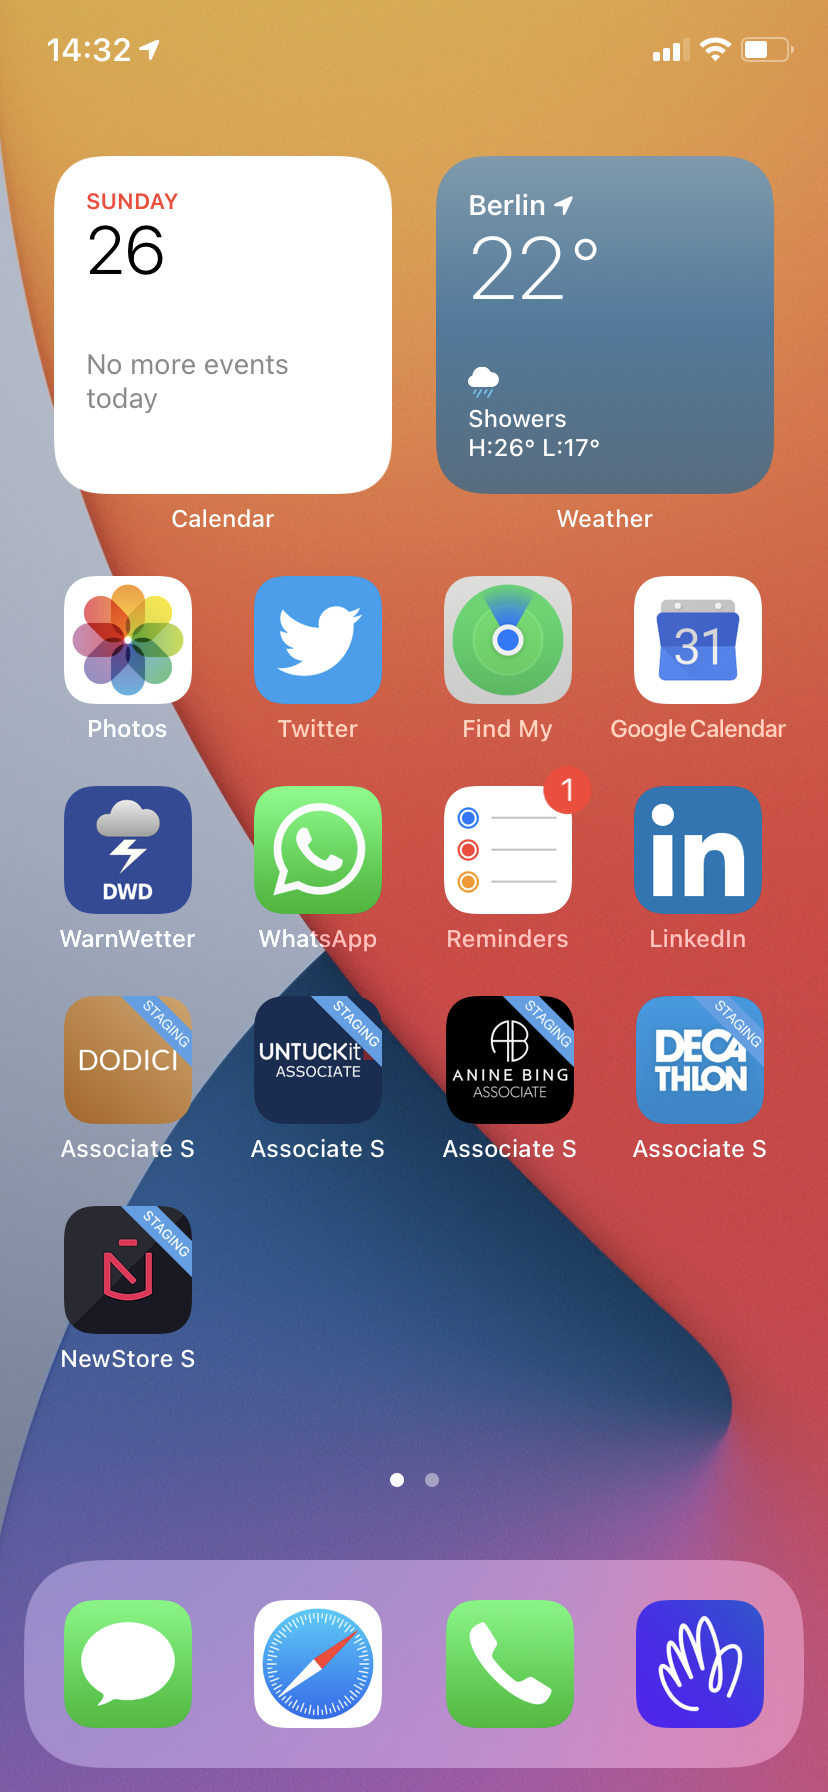 14:32
SUNDAY
26
No more events
today
Calendar
Berlin
22°
Showers
H:26° L:17°
Weather
Photos
Twitter
Find My
31
Google Calendar
DWD
WarnWetter
WhatsApp
1
Reminders
in
LinkedIn
DODICI
STAGING
Associate S
UNTUCKit
ASSOCIATE
STAGING
Associate S
ANINE BING
ASSOCIATE
STAGING
Associate S
DECA
THLON
STAGING
Associate S
STAGING
NewStore S